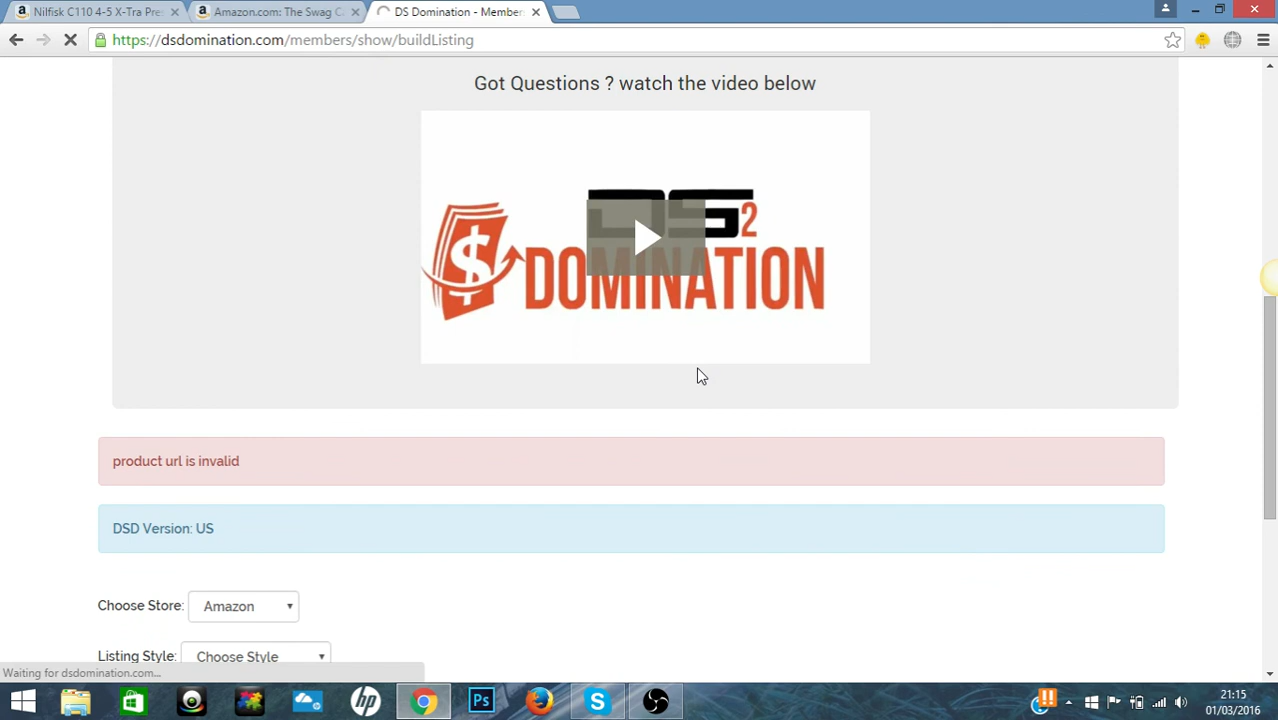 Nilfisk C110 4-5 X-Tra Pres
Amazon.com: The Swag C
DS Domination - Member
https://dsdomination.com/members/show/buildListing
Got Questions ? watch the video below
DS2
DOMINATION
product url is invalid
DSD Version: US
Choose Store: Amazon
Listing Style: Choose Style
Waiting for dsdomination.com...
21:15
01/03/2016